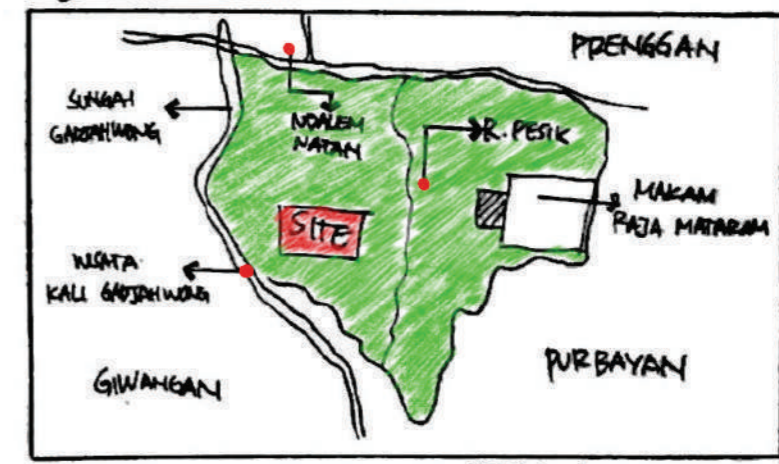 PRENGGAN
SUNGAI
GADJAHWONG
NDALEM
NATAN
R. PESIK
MAKAM
RAJA MATARAM
SITE
WISATA
KALI GADJAHWONG
GIWANGAN
PURBAYAN